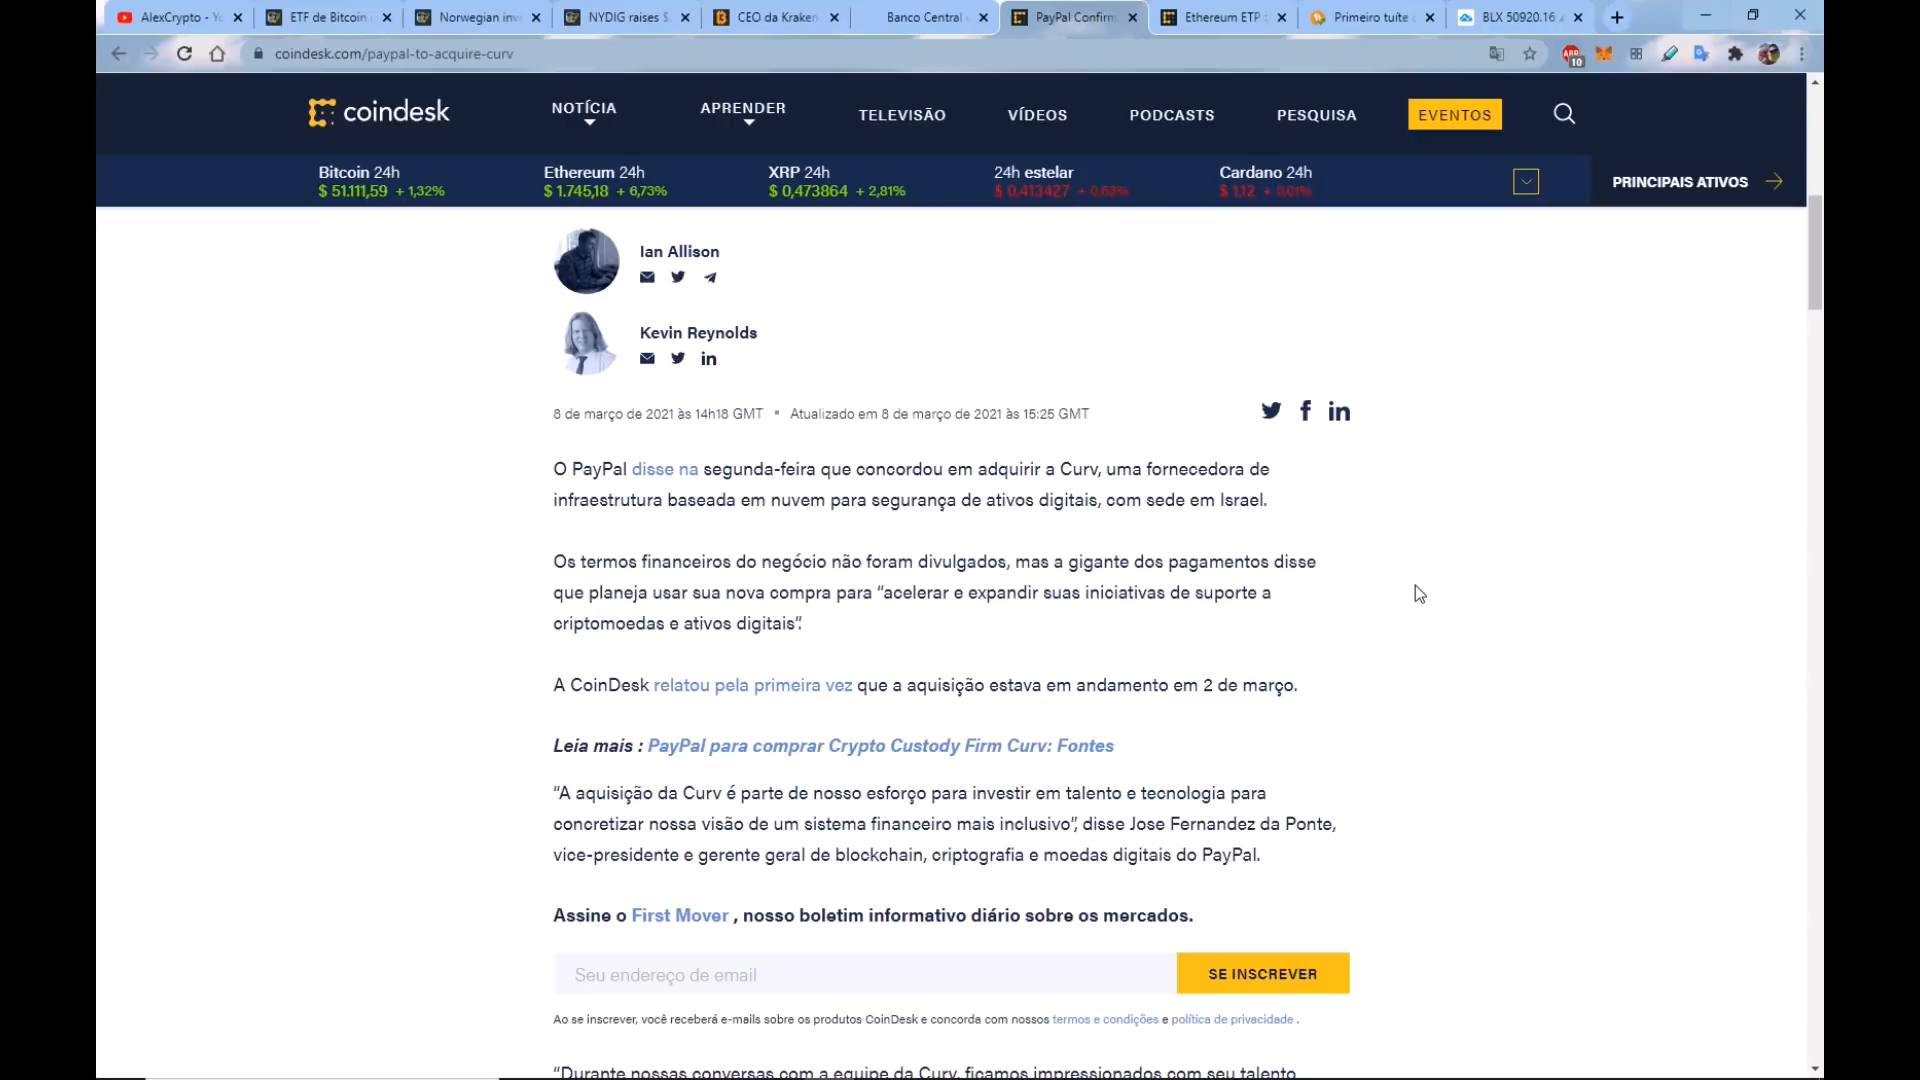 AlexCrypto - Yo
ETF de Bitcoin
Norwegian inv
NYDIG raises $
CEO da Kraken
Banco Central
PayPal Confirm
Ethereum ETP
Primeiro tuíte
BLX 50920.16
coindesk.com/paypal-to-acquire-curv
ABP
10
coindesk
NOTÍCIA
APRENDER
TELEVISÃO
VÍDEOS
PODCASTS
PESQUISA
EVENTOS
Bitcoin 24h
$ 51.111,59 + 1,32%
Ethereum 24h
$ 1.745,18 + 6,73%
XRP 24h
$ 0,473864 + 2,81%
24h estelar
$ 0,413427 + 0,63%
Cardano 24h
$ 1,12 + 0,01%
PRINCIPAIS ATIVOS
Ian Allison
Kevin Reynolds
8 de março de 2021 às 14h18 GMT • Atualizado em 8 de março de 2021 às 15:25 GMT
O PayPal disse na segunda-feira que concordou em adquirir a Curv, uma fornecedora de
infraestrutura baseada em nuvem para segurança de ativos digitais, com sede em Israel.
Os termos financeiros do negócio não foram divulgados, mas a gigante dos pagamentos disse
que planeja usar sua nova compra para “acelerar e expandir suas iniciativas de suporte a
criptomoedas e ativos digitais”.
A CoinDesk relatou pela primeira vez que a aquisição estava em andamento em 2 de março.
Leia mais : PayPal para comprar Crypto Custody Firm Curv: Fontes
“A aquisição da Curv é parte de nosso esforço para investir em talento e tecnologia para
concretizar nossa visão de um sistema financeiro mais inclusivo”, disse Jose Fernandez da Ponte,
vice-presidente e gerente geral de blockchain, criptografia e moedas digitais do PayPal.
Assine o First Mover , nosso boletim informativo diário sobre os mercados.
Seu endereço de email
SE INSCREVER
Ao se inscrever, você receberá e-mails sobre os produtos CoinDesk e concorda com nossos termos e condições e política de privacidade .
“Durante nossas conversas com a equipe da Curv, ficamos impressionados com seu talento